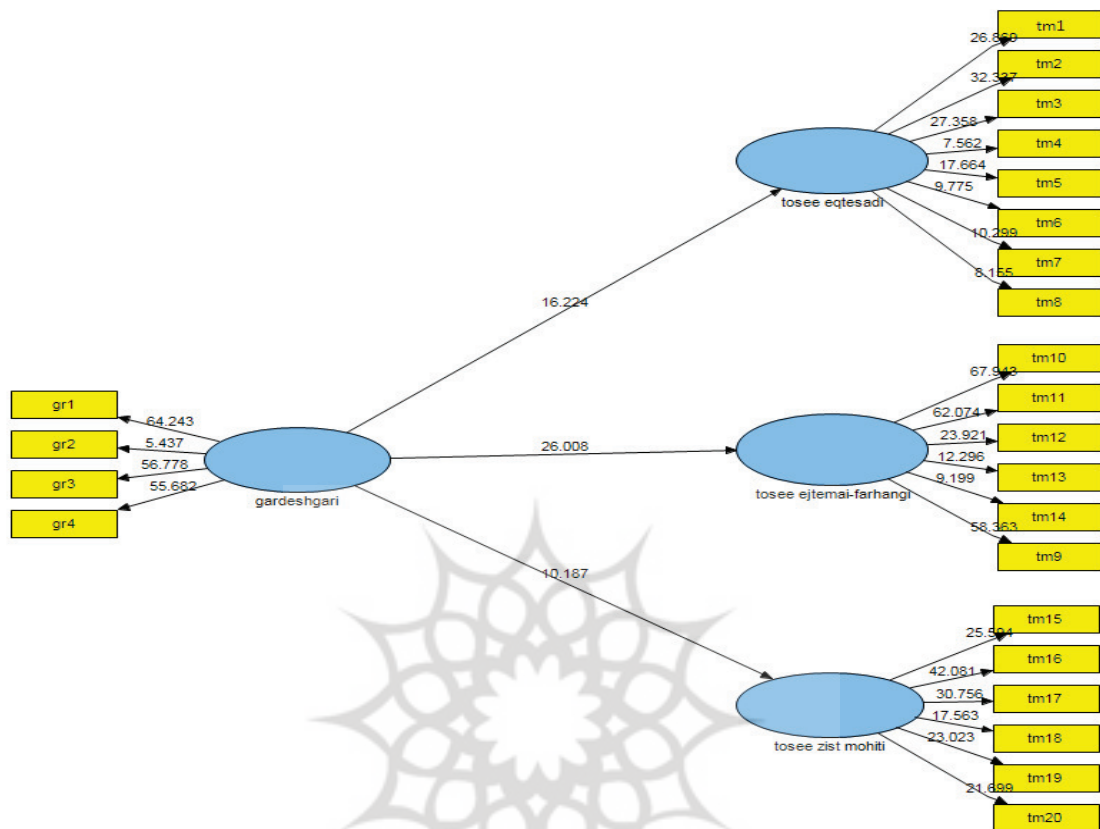 tm1
26.869
tm2
32.337
tm3
27.358
tm4
7.562
tm5
17.664
tm6
9.775
tm7
10.299
tm8
8.155
tosee eqtesadi
16.224
tm10
67.943
tm11
62.074
tm12
23.921
tm13
12.296
tm14
9.199
tm9
58.363
tosee ejtemai-farhangi
26.008
gr1
64.243
gr2
5.437
gr3
56.778
gr4
55.682
gardeshgari
10.187
tm15
25.594
tm16
42.081
tm17
30.756
tm18
17.563
tm19
23.023
tm20
21.699
tosee zist mohiti